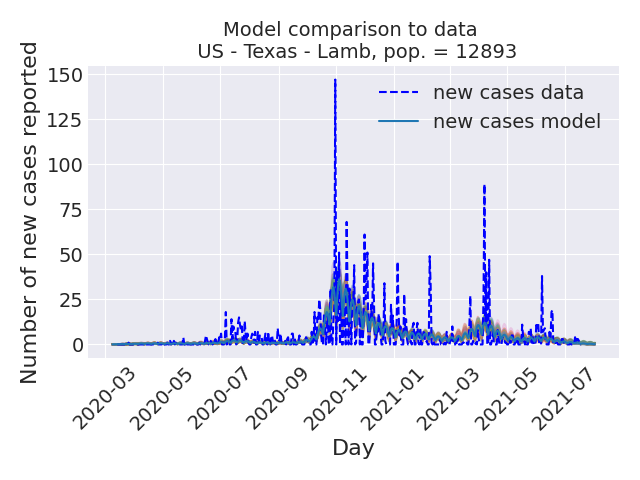 Model comparison to data
US - Texas - Lamb, pop. = 12893
Number of new cases reported
150
125
100
75
50
25
0
new cases data
new cases model
2020-03
2020-05
2020-07
2020-09
2020-11
2021-01
2021-03
2021-05
2021-07
Day